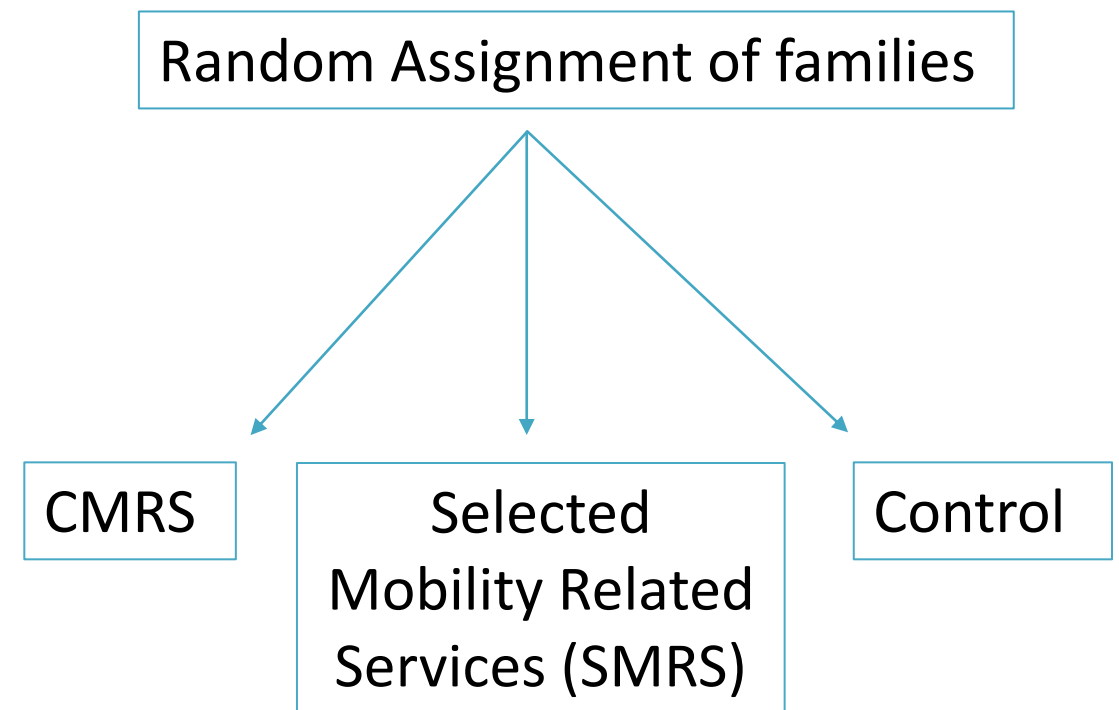 Random Assignment of families
CMRS
Selected
Mobility Related
Services (SMRS)
Control